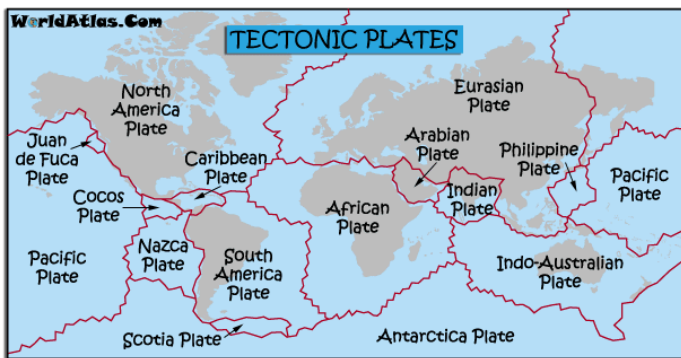 WorldAtlas.Com
TECTONIC PLATES
North
America
Plate
Eurasian
Plate
Juan
de Fuca
Plate
Caribbean
Plate
Arabian
Plate
Philippine
Plate
Pacific
Plate
Cocos
Plate
African
Plate
Indian
Plate
Pacific
Plate
Nazca
Plate
South
America
Plate
Indo-Australian
Plate
Scotia Plate
Antarctica Plate